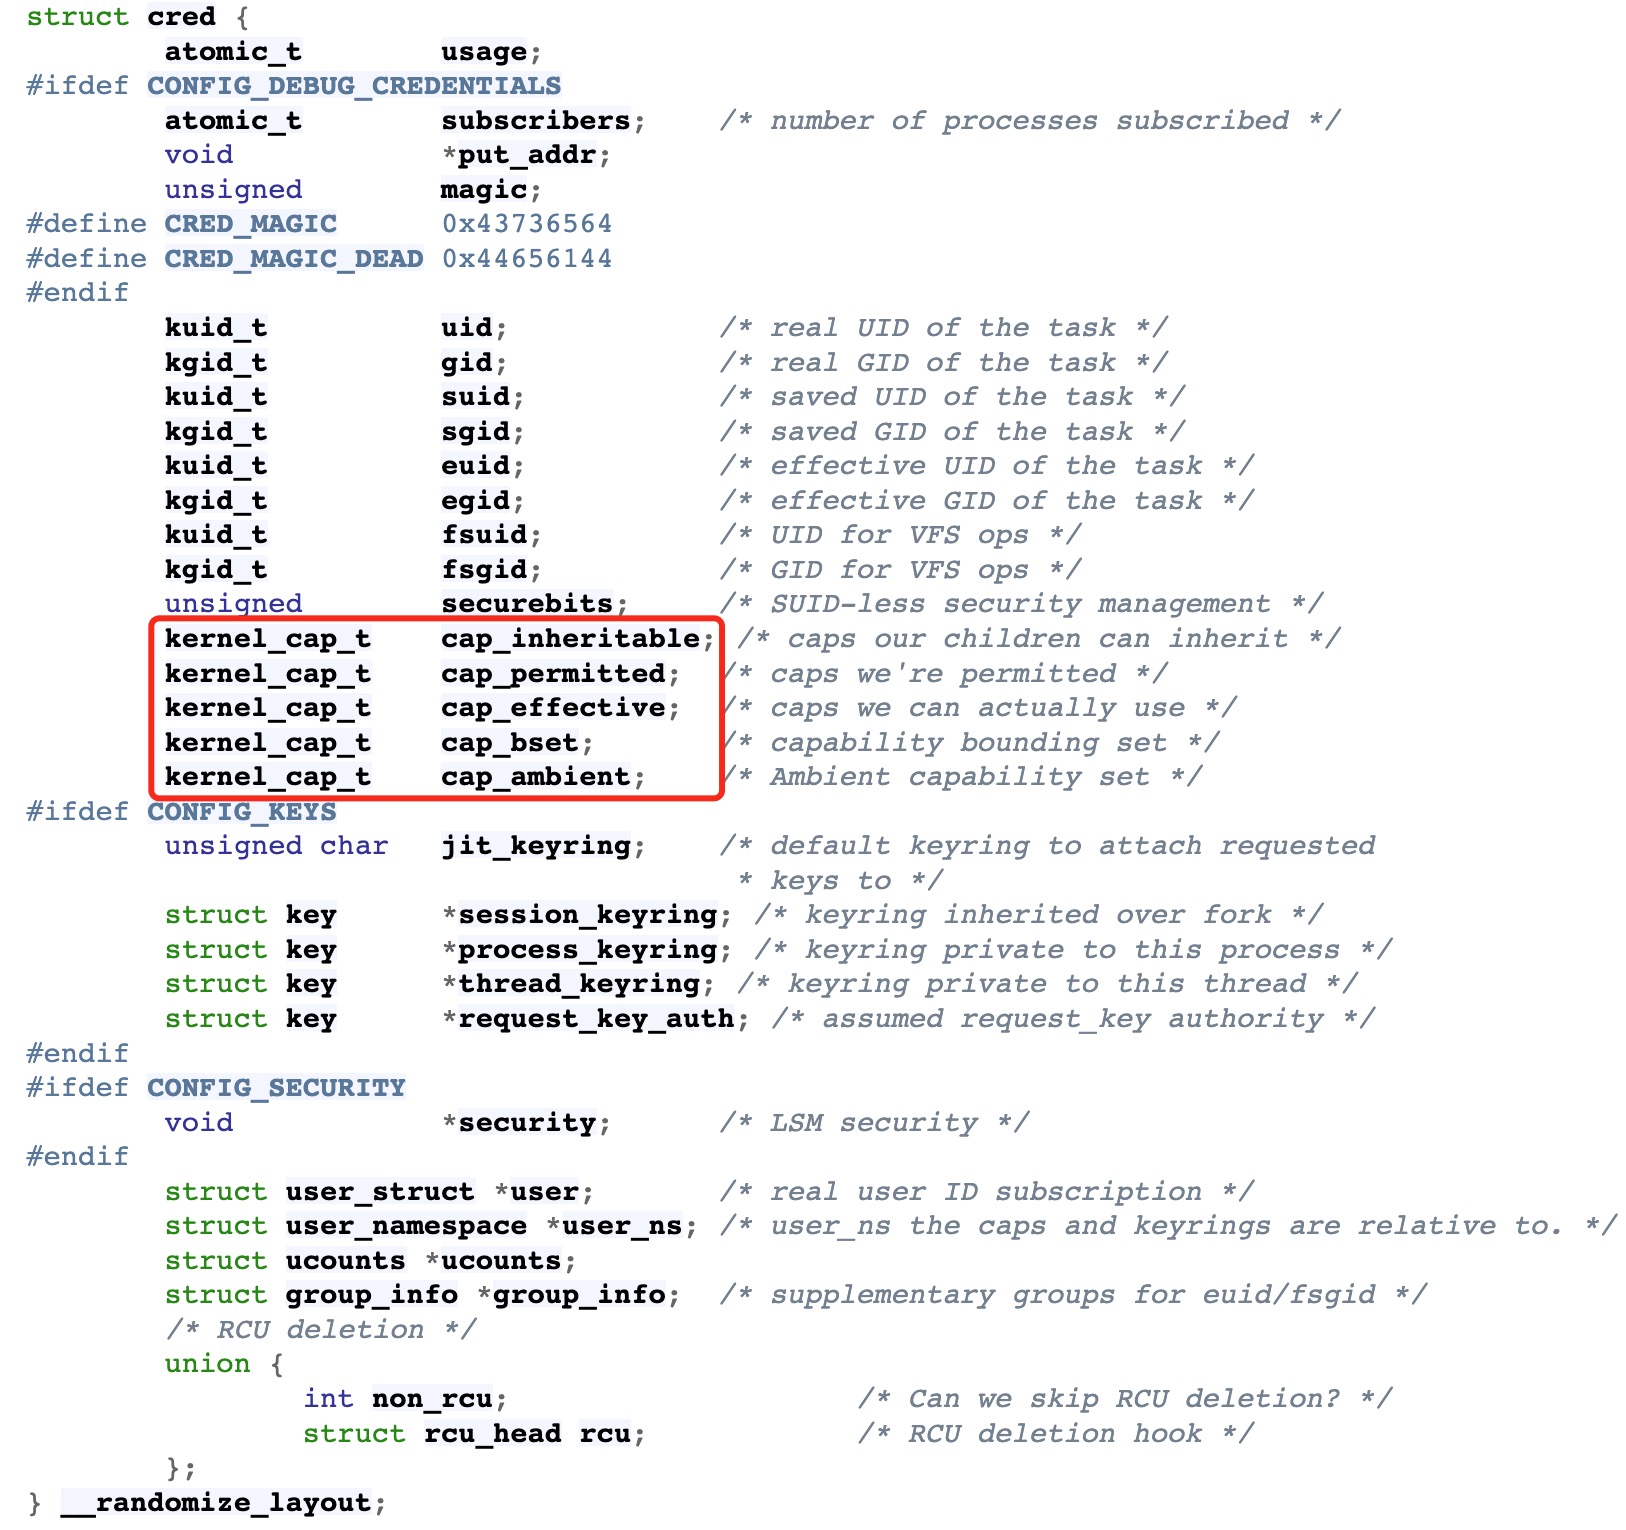 struct cred {
        atomic_t        usage;
#ifdef CONFIG_DEBUG_CREDENTIALS
        atomic_t        subscribers;    /* number of processes subscribed */
        void            *put_addr;
        unsigned        magic;
#define CRED_MAGIC      0x43736564
#define CRED_MAGIC_DEAD 0x44656144
#endif
        kuid_t          uid;            /* real UID of the task */
        kgid_t          gid;            /* real GID of the task */
        kuid_t          suid;           /* saved UID of the task */
        kgid_t          sgid;           /* saved GID of the task */
        kuid_t          euid;           /* effective UID of the task */
        kgid_t          egid;           /* effective GID of the task */
        kuid_t          fsuid;          /* UID for VFS ops */
        kgid_t          fsgid;          /* GID for VFS ops */
        unsigned        securebits;     /* SUID-less security management */
        kernel_cap_t    cap_inheritable; /* caps our children can inherit */
        kernel_cap_t    cap_permitted;  /* caps we're permitted */
        kernel_cap_t    cap_effective;  /* caps we can actually use */
        kernel_cap_t    cap_bset;       /* capability bounding set */
        kernel_cap_t    cap_ambient;    /* Ambient capability set */
#ifdef CONFIG_KEYS
        unsigned char   jit_keyring;    /* default keyring to attach requested
                                         * keys to */
        struct key      *session_keyring; /* keyring inherited over fork */
        struct key      *process_keyring; /* keyring private to this process */
        struct key      *thread_keyring; /* keyring private to this thread */
        struct key      *request_key_auth; /* assumed request_key authority */
#endif
#ifdef CONFIG_SECURITY
        void            *security;      /* LSM security */
#endif
        struct user_struct *user;       /* real user ID subscription */
        struct user_namespace *user_ns; /* user_ns the caps and keyrings are relative to. */
        struct ucounts *ucounts;
        struct group_info *group_info;  /* supplementary groups for euid/fsgid */
        /* RCU deletion */
        union {
                int non_rcu;                    /* Can we skip RCU deletion? */
                struct rcu_head rcu;            /* RCU deletion hook */
        };
} __randomize_layout;